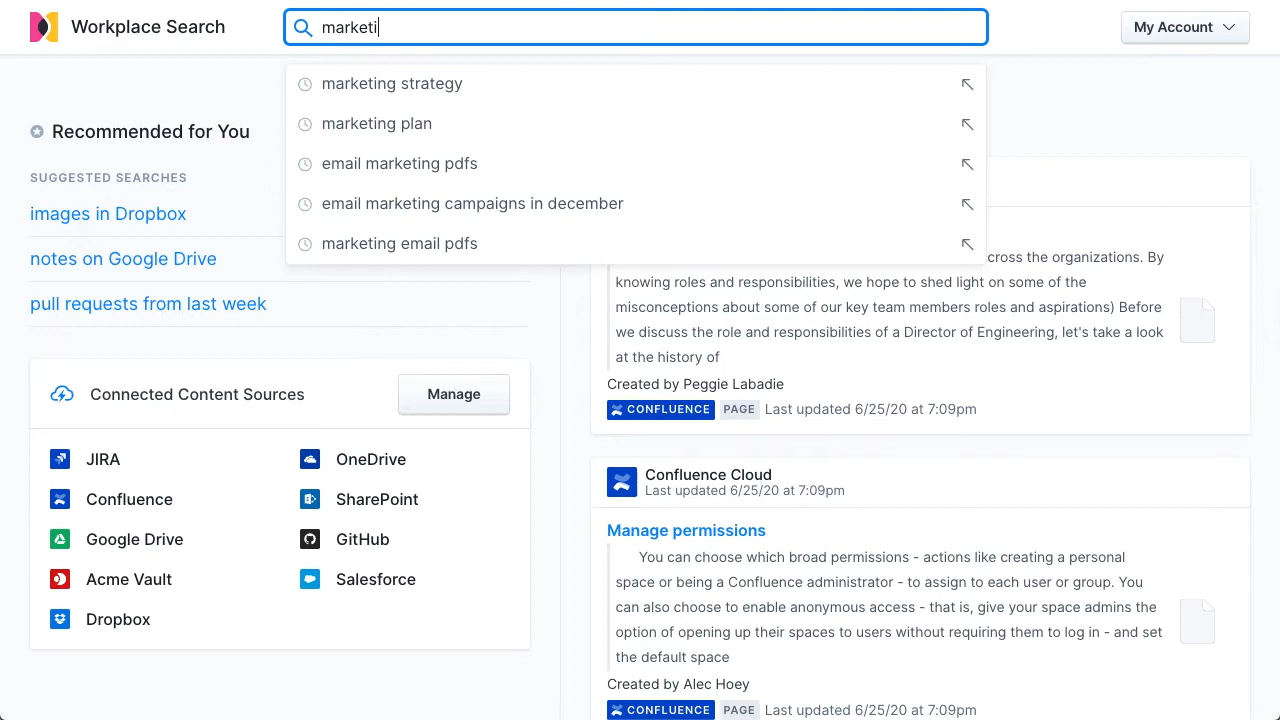 Workplace Search
marketi
My Account
marketing strategy
marketing plan
email marketing pdfs
email marketing campaigns in december
marketing email pdfs
Recommended for You
SUGGESTED SEARCHES
images in Dropbox
notes on Google Drive
pull requests from last week
Connected Content Sources
Manage
JIRA
OneDrive
Confluence
SharePoint
Google Drive
GitHub
Acme Vault
Salesforce
Dropbox
cross the organizations. By
knowing roles and responsibilities, we hope to shed light on some of the
misconceptions about some of our key team members roles and aspirations) Before
we discuss the role and responsibilities of a Director of Engineering, let's take a look
at the history of
Created by Peggie Labadie
CONFLUENCE PAGE Last updated 6/25/20 at 7:09pm
Confluence Cloud
Last updated 6/25/20 at 7:09pm
Manage permissions
You can choose which broad permissions - actions like creating a personal
space or being a Confluence administrator - to assign to each user or group. You
can also choose to enable anonymous access - that is, give your space admins the
option of opening up their spaces to users without requiring them to log in - and set
the default space
Created by Alec Hoey
CONFLUENCE PAGE Last updated 6/25/20 at 7:09pm